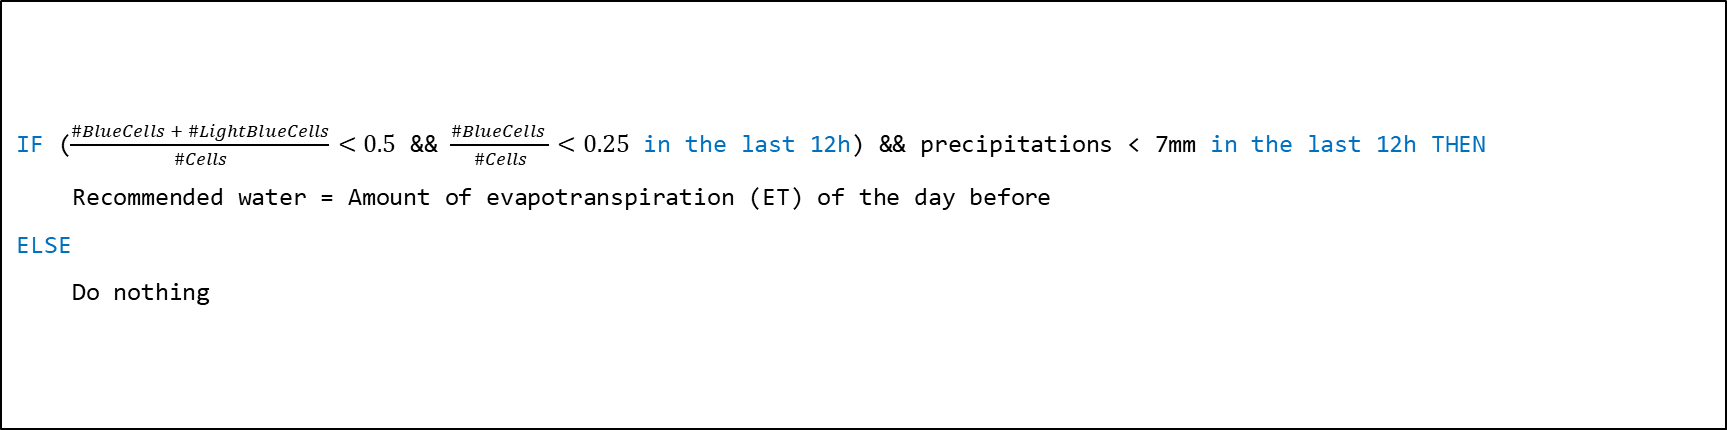 IF (#BlueCells + #LightBlueCells / #Cells < 0.5 && #BlueCells / #Cells < 0.25 in the last 12h) && precipitations < 7mm in the last 12h THEN
Recommended water = Amount of evapotranspiration (ET) of the day before
ELSE
Do nothing